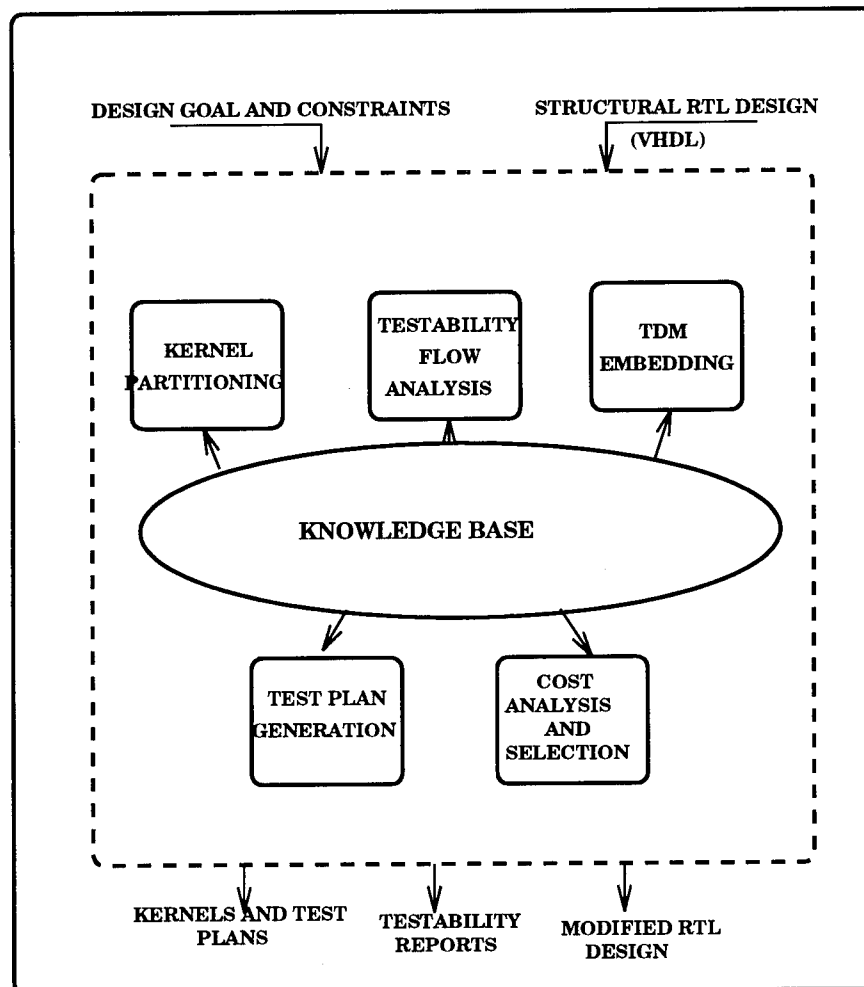 DESIGN GOAL AND CONSTRAINTS
STRUCTURAL RTL DESIGN
(VHDL)
KERNEL
PARTITIONING
TESTABILITY
FLOW
ANALYSIS
TDM
EMBEDDING
KNOWLEDGE BASE
TEST PLAN
GENERATION
COST
ANALYSIS
AND
SELECTION
KERNELS AND TEST
PLANS
TESTABILITY
REPORTS
MODIFIED RTL
DESIGN